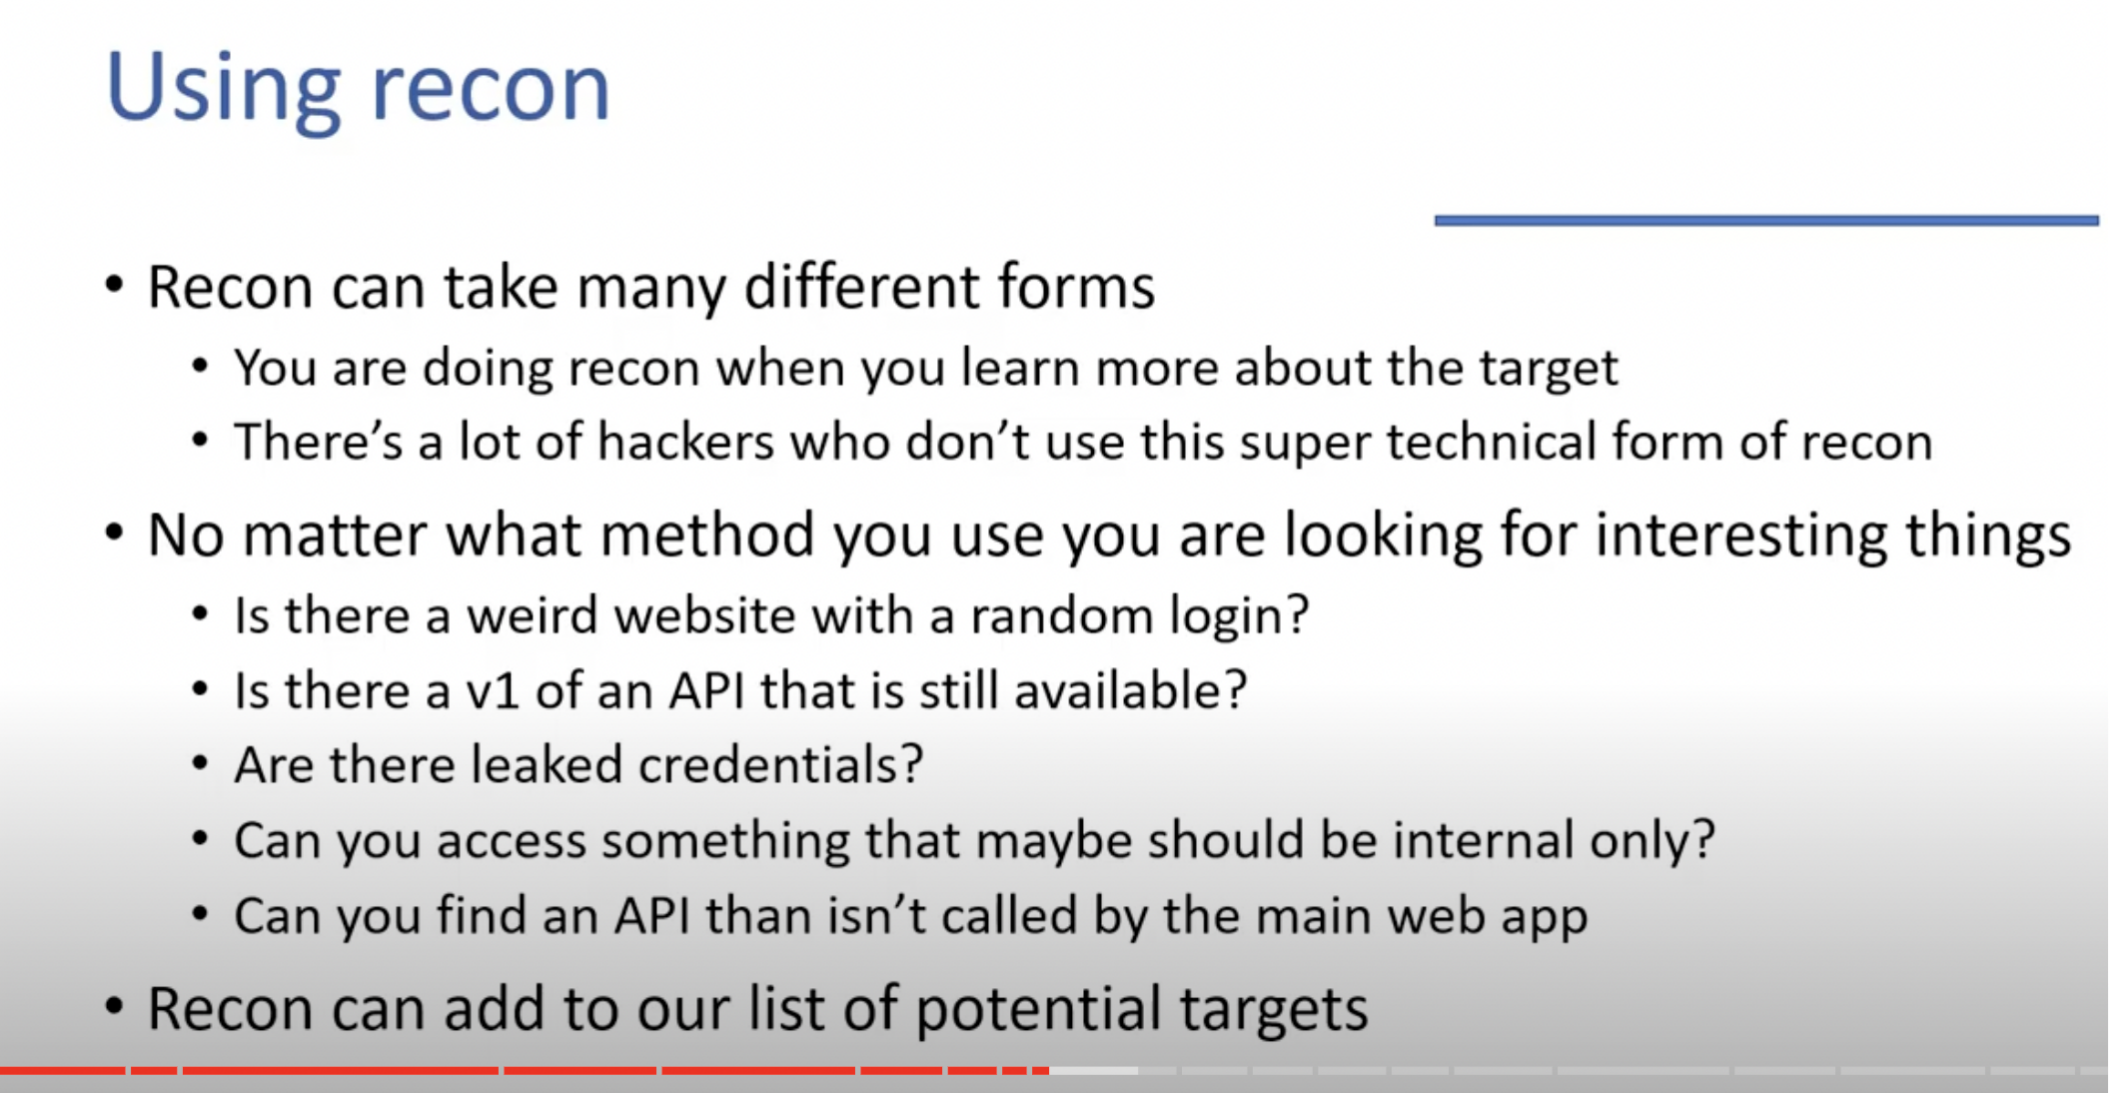 Using recon
• Recon can take many different forms
• You are doing recon when you learn more about the target
• There’s a lot of hackers who don’t use this super technical form of recon
• No matter what method you use you are looking for interesting things
• Is there a weird website with a random login?
• Is there a v1 of an API that is still available?
• Are there leaked credentials?
• Can you access something that maybe should be internal only?
• Can you find an API than isn’t called by the main web app
• Recon can add to our list of potential targets